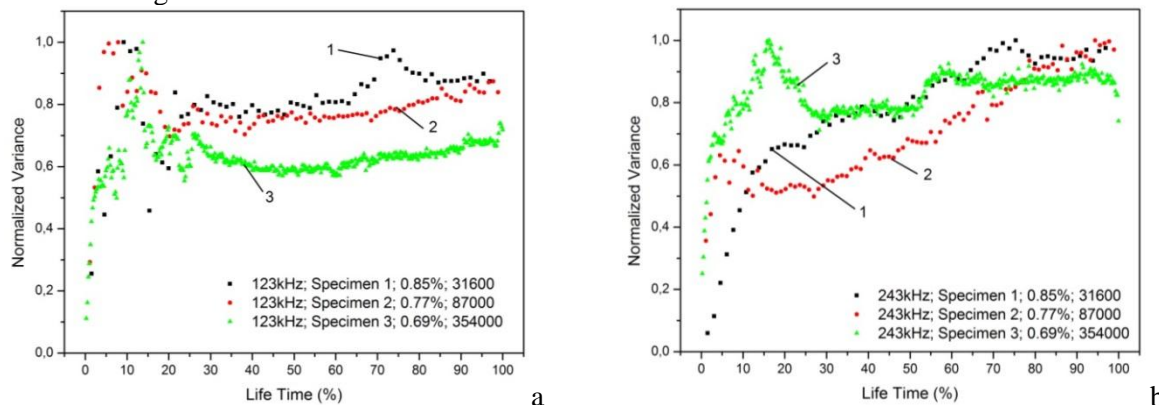 1,0
0,8
0,6
0,4
0,2
0,0
Normalized Variance
1
2
3
123kHz; Specimen 1; 0.85%; 31600
123kHz; Specimen 2; 0.77%; 87000
123kHz; Specimen 3; 0.69%; 354000
0 10 20 30 40 50 60 70 80 90 100
Life Time (%)
a
1,0
0,8
0,6
0,4
0,2
0,0
Normalized Variance
3
2
1
243kHz; Specimen 1; 0.85%; 31600
243kHz; Specimen 2; 0.77%; 87000
243kHz; Specimen 3; 0.69%; 354000
0 10 20 30 40 50 60 70 80 90 100
Life Time (%)
b